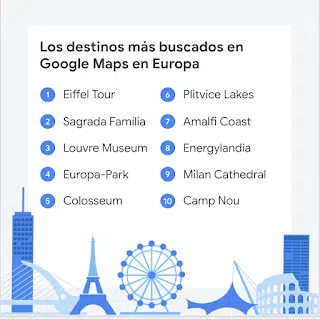 Los destinos más buscados en
Google Maps en Europa
1 Eiffel Tour
2 Sagrada Família
3 Louvre Museum
4 Europa-Park
5 Colosseum
6 Plitvice Lakes
7 Amalfi Coast
8 Energylandia
9 Milan Cathedral
10 Camp Nou